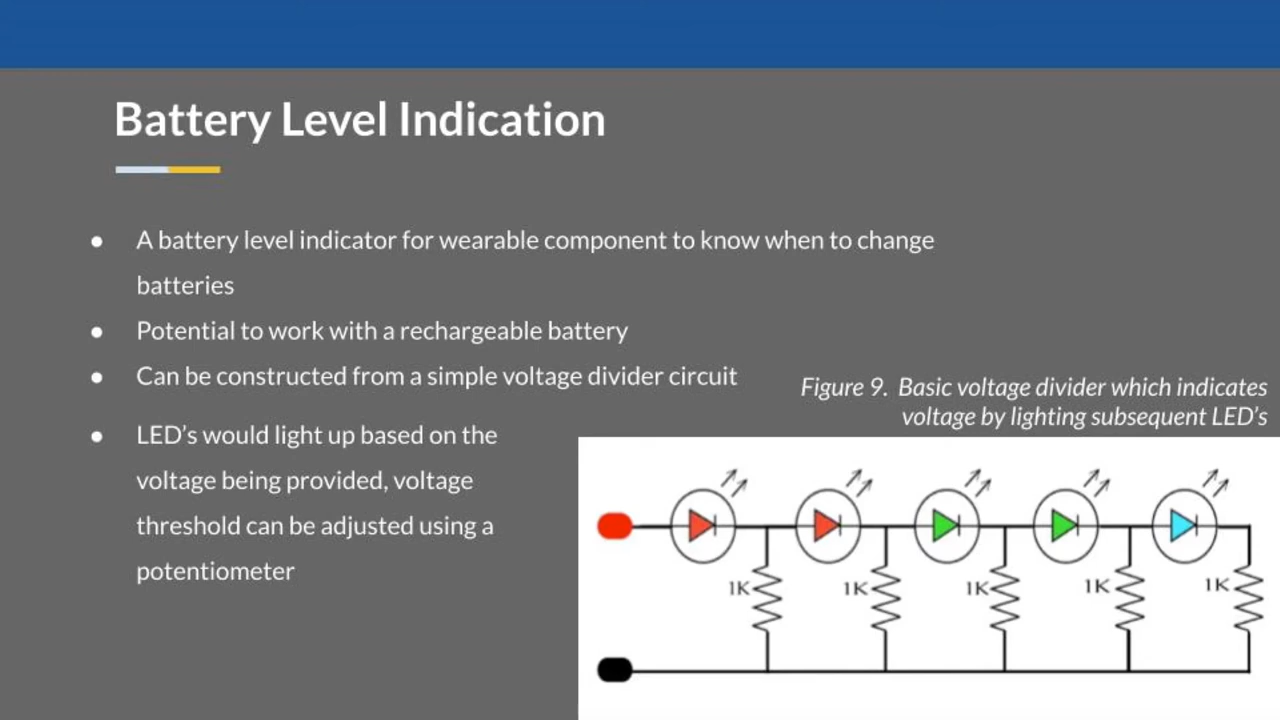 Battery Level Indication
● A battery level indicator for wearable component to know when to change
batteries
● Potential to work with a rechargeable battery
● Can be constructed from a simple voltage divider circuit
● LED’s would light up based on the
voltage being provided, voltage
threshold can be adjusted using a
potentiometer
Figure 9. Basic voltage divider which indicates
voltage by lighting subsequent LED’s
1K 1K 1K 1K 1K